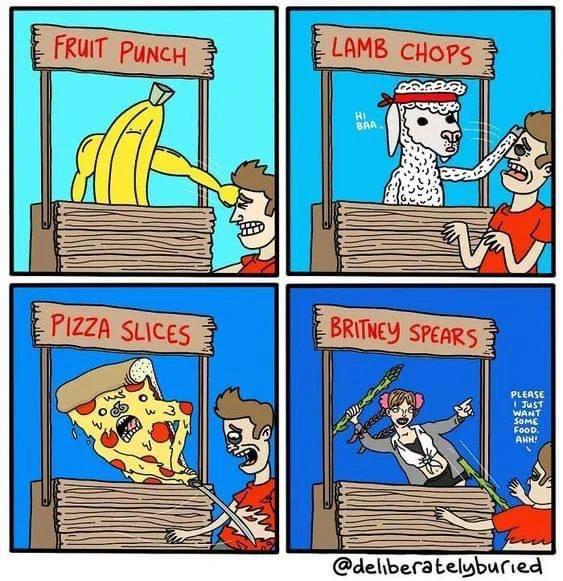 FRUIT PUNCH
LAMB CHOPS
HI
BAA.
PIZZA SLICES
BRITNEY SPEARS
PLEASE
I JUST
WANT
SOME
FOOD.
AHH!
@deliberatelyburied